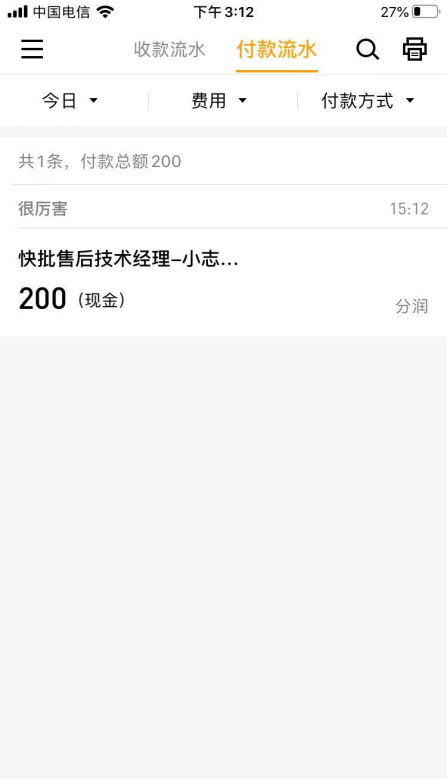 中国电信 下午3:12 27%
收款流水 付款流水
今日 费用 付款方式
共1条，付款总额200
很厉害 15:12
快批售后技术经理-小志...
200（现金）
分润